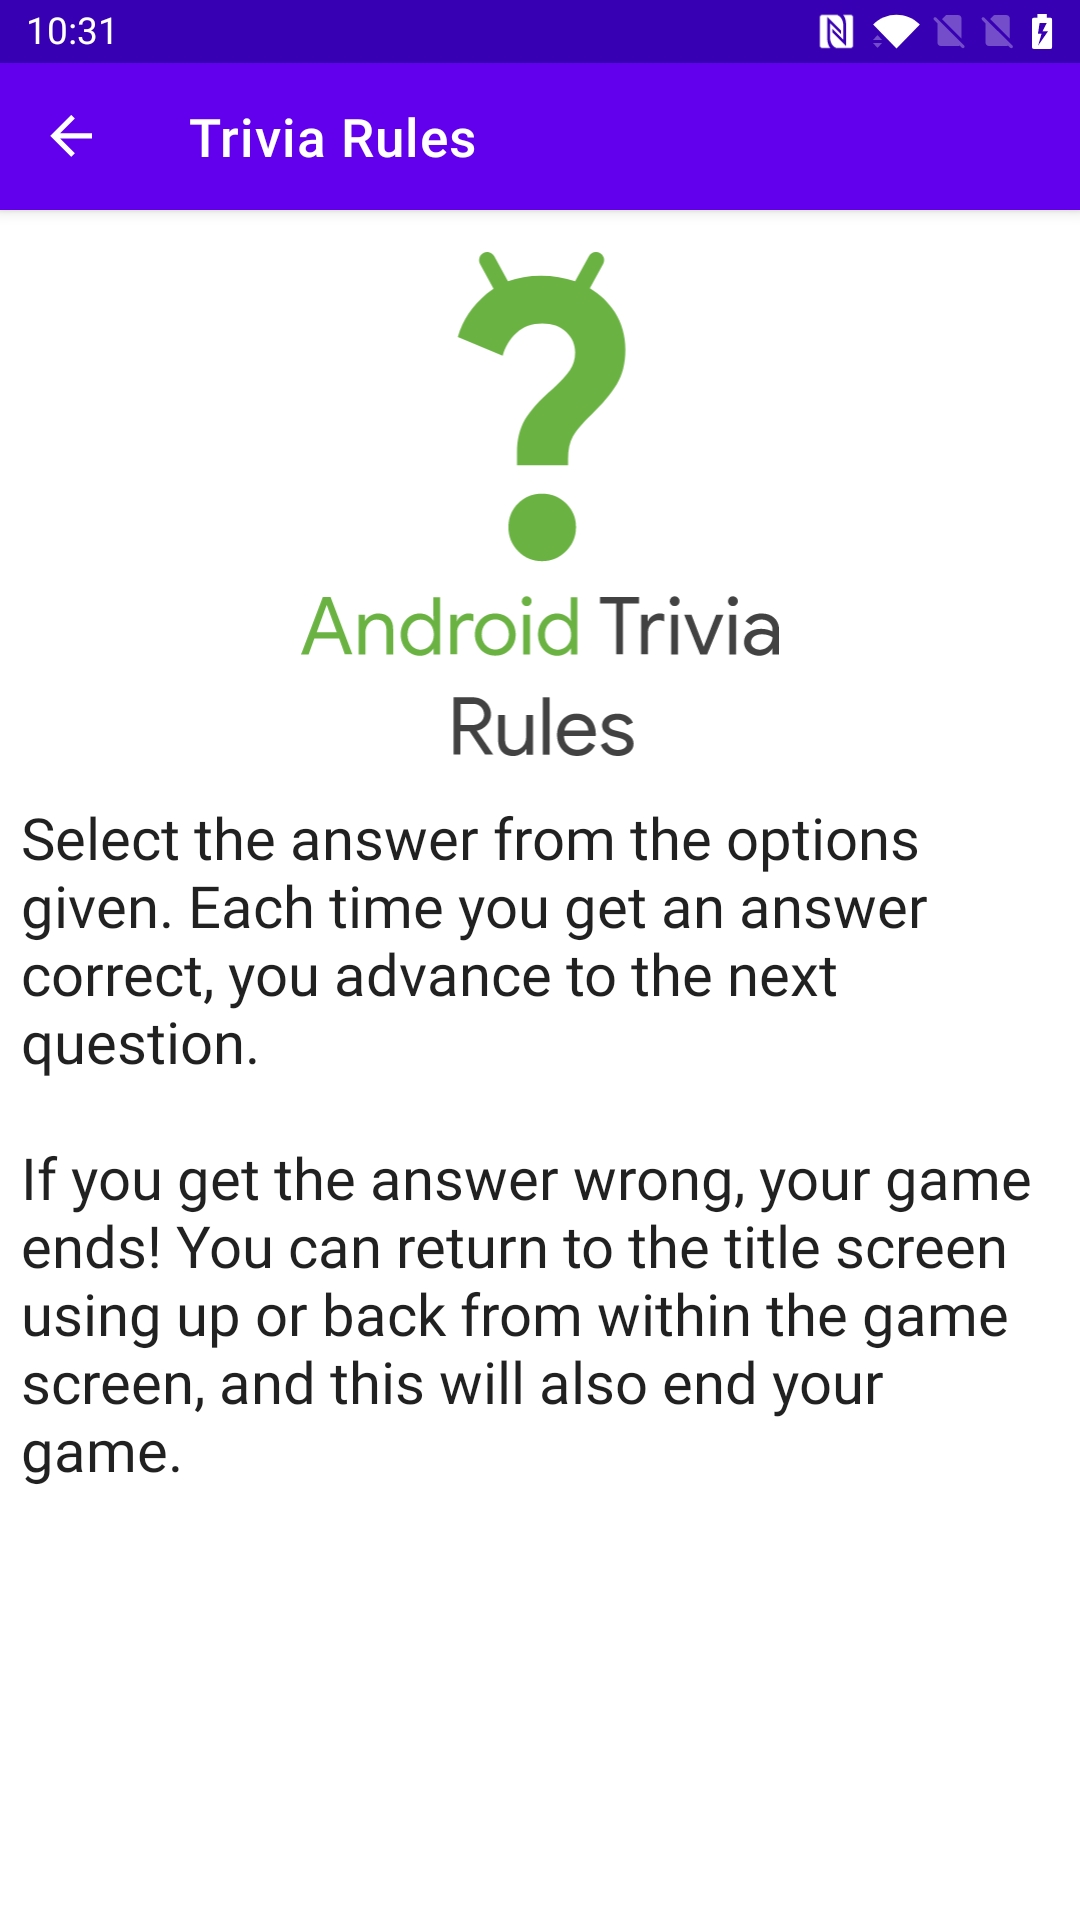 10:31
Trivia Rules
Android Trivia
Rules
Select the answer from the options
given. Each time you get an answer
correct, you advance to the next
question.
If you get the answer wrong, your game
ends! You can return to the title screen
using up or back from within the game
screen, and this will also end your
game.